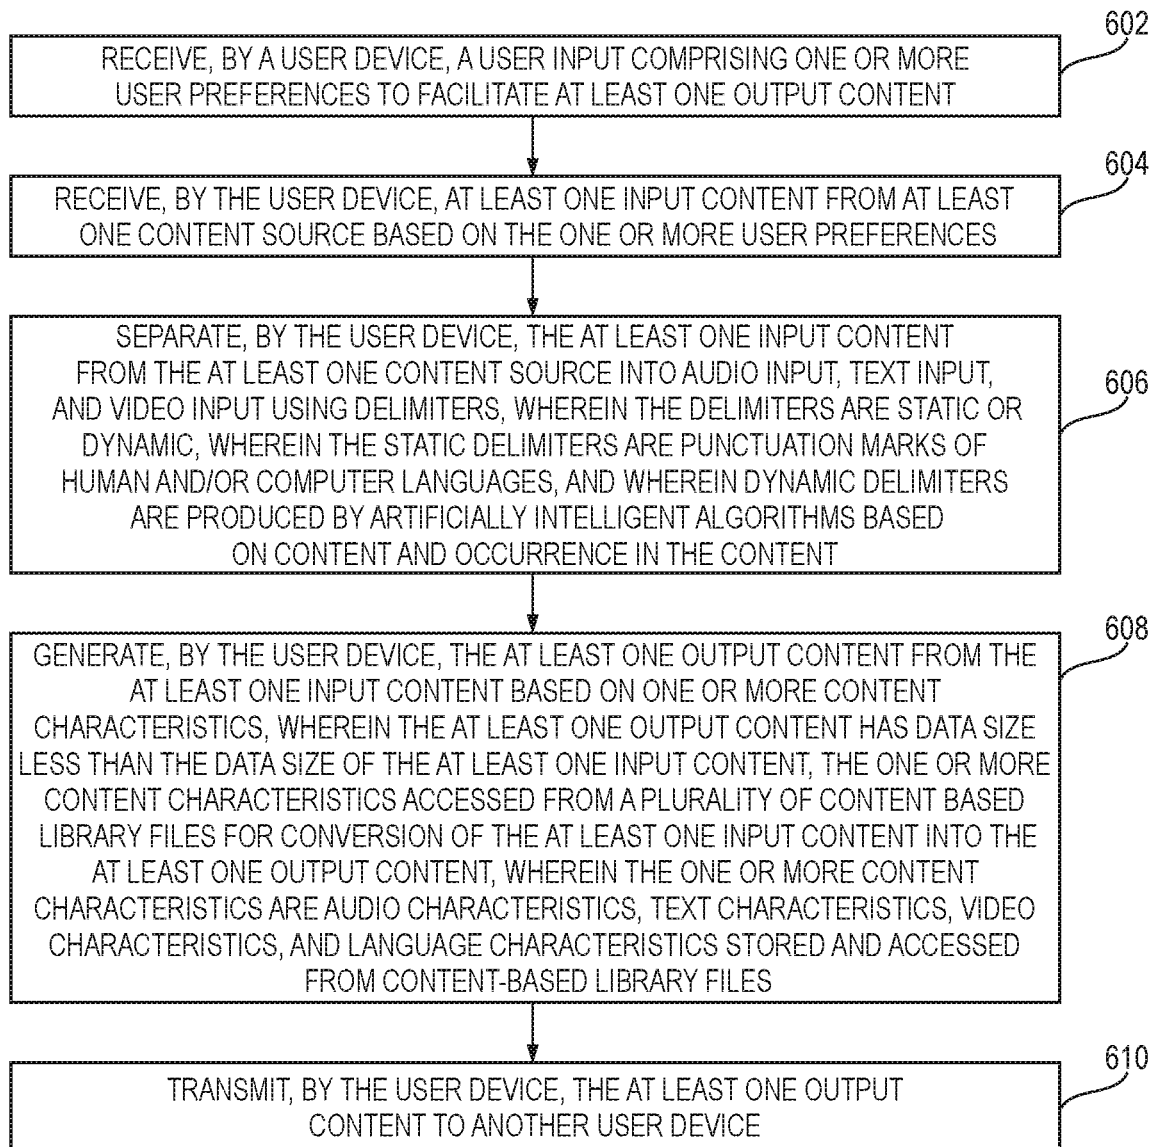 602
RECEIVE, BY A USER DEVICE, A USER INPUT COMPRISING ONE OR MORE
USER PREFERENCES TO FACILITATE AT LEAST ONE OUTPUT CONTENT
604
RECEIVE, BY THE USER DEVICE, AT LEAST ONE INPUT CONTENT FROM AT LEAST
ONE CONTENT SOURCE BASED ON THE ONE OR MORE USER PREFERENCES
606
SEPARATE, BY THE USER DEVICE, THE AT LEAST ONE INPUT CONTENT
FROM THE AT LEAST ONE CONTENT SOURCE INTO AUDIO INPUT, TEXT INPUT,
AND VIDEO INPUT USING DELIMITERS, WHEREIN THE DELIMITERS ARE STATIC OR
DYNAMIC, WHEREIN THE STATIC DELIMITERS ARE PUNCTUATION MARKS OF
HUMAN AND/OR COMPUTER LANGUAGES, AND WHEREIN DYNAMIC DELIMITERS
ARE PRODUCED BY ARTIFICIALLY INTELLIGENT ALGORITHMS BASED
ON CONTENT AND OCCURRENCE IN THE CONTENT
608
GENERATE, BY THE USER DEVICE, THE AT LEAST ONE OUTPUT CONTENT FROM THE
AT LEAST ONE INPUT CONTENT BASED ON ONE OR MORE CONTENT
CHARACTERISTICS, WHEREIN THE AT LEAST ONE OUTPUT CONTENT HAS DATA SIZE
LESS THAN THE DATA SIZE OF THE AT LEAST ONE INPUT CONTENT, THE ONE OR MORE
CONTENT CHARACTERISTICS ACCESSED FROM A PLURALITY OF CONTENT BASED
LIBRARY FILES FOR CONVERSION OF THE AT LEAST ONE INPUT CONTENT INTO THE
AT LEAST ONE OUTPUT CONTENT, WHEREIN THE ONE OR MORE CONTENT
CHARACTERISTICS ARE AUDIO CHARACTERISTICS, TEXT CHARACTERISTICS, VIDEO
CHARACTERISTICS, AND LANGUAGE CHARACTERISTICS STORED AND ACCESSED
FROM CONTENT-BASED LIBRARY FILES
610
TRANSMIT, BY THE USER DEVICE, THE AT LEAST ONE OUTPUT
CONTENT TO ANOTHER USER DEVICE